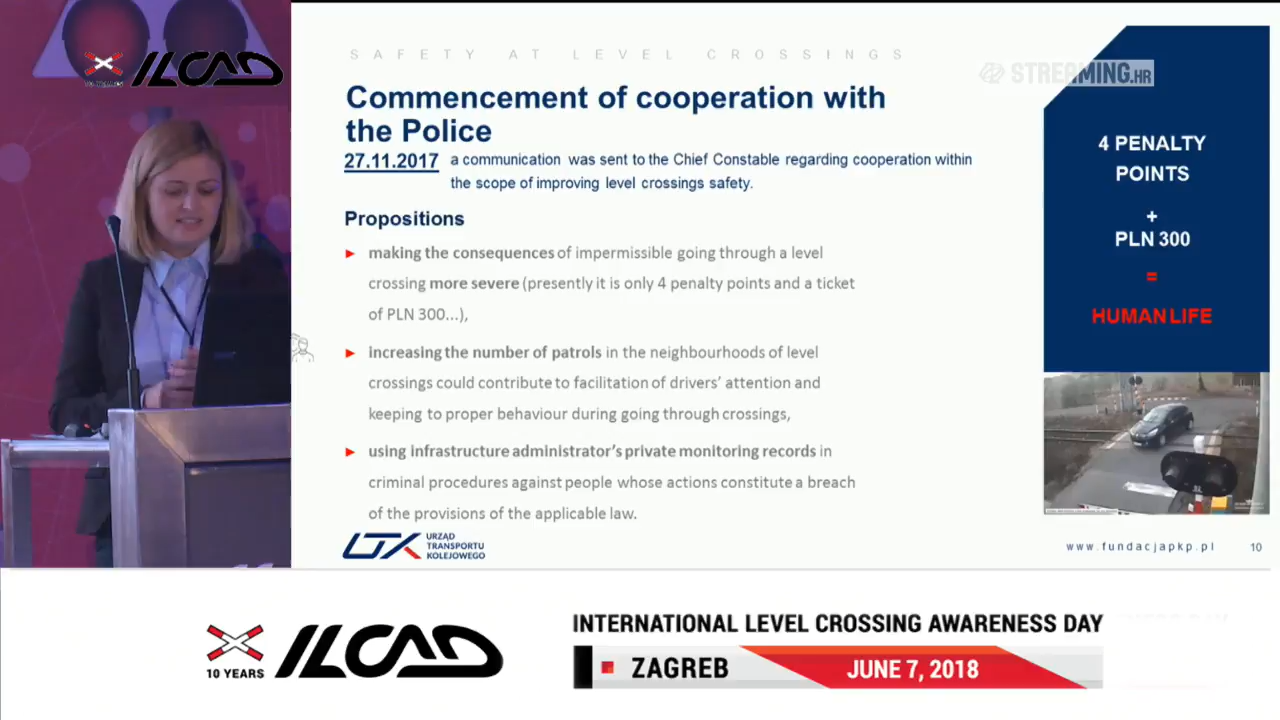 ILCAD
SAFETY AT LEVEL CROSSINGS
STREAMING.HR
Commencement of cooperation with
the Police
27.11.2017 a communication was sent to the Chief Constable regarding cooperation within
the scope of improving level crossings safety.
Propositions
making the consequences of impermissible going through a level
crossing more severe (presently it is only 4 penalty points and a ticket
of PLN 300...),
increasing the number of patrols in the neighbourhoods of level
crossings could contribute to facilitation of drivers' attention and
keeping to proper behaviour during going through crossings,
using infrastructure administrator's private monitoring records in
criminal procedures against people whose actions constitute a breach
of the provisions of the applicable law.
4 PENALTY
POINTS
+
PLN 300
=
HUMAN LIFE
UTK
URZĄD
TRANSPORTU
KOLEJOWEGO
www.fundacjapkp.pl 10
10 YEARS
ILCAD
INTERNATIONAL LEVEL CROSSING AWARENESS DAY
ZAGREB
JUNE 7, 2018